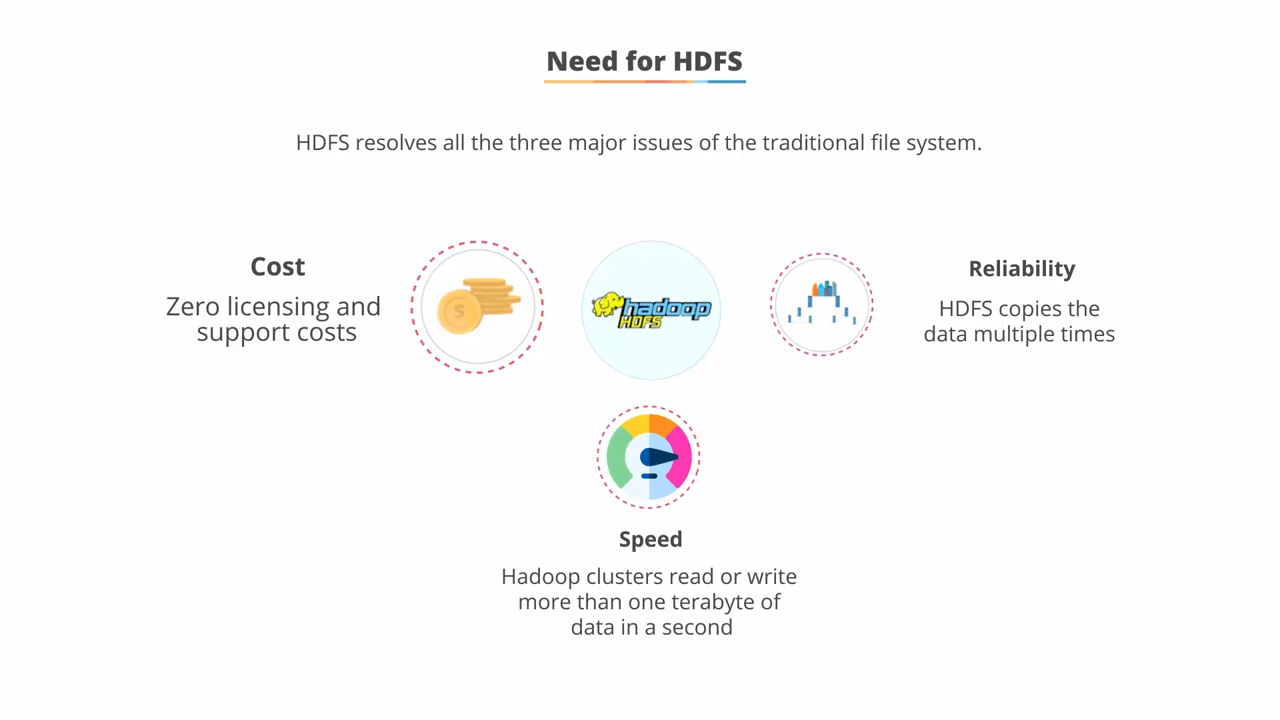 Need for HDFS
HDFS resolves all the three major issues of the traditional file system.
Cost
Zero licensing and
support costs
$
hadoop
HDFS
Reliability
HDFS copies the
data multiple times
Speed
Hadoop clusters read or write
more than one terabyte of
data in a second